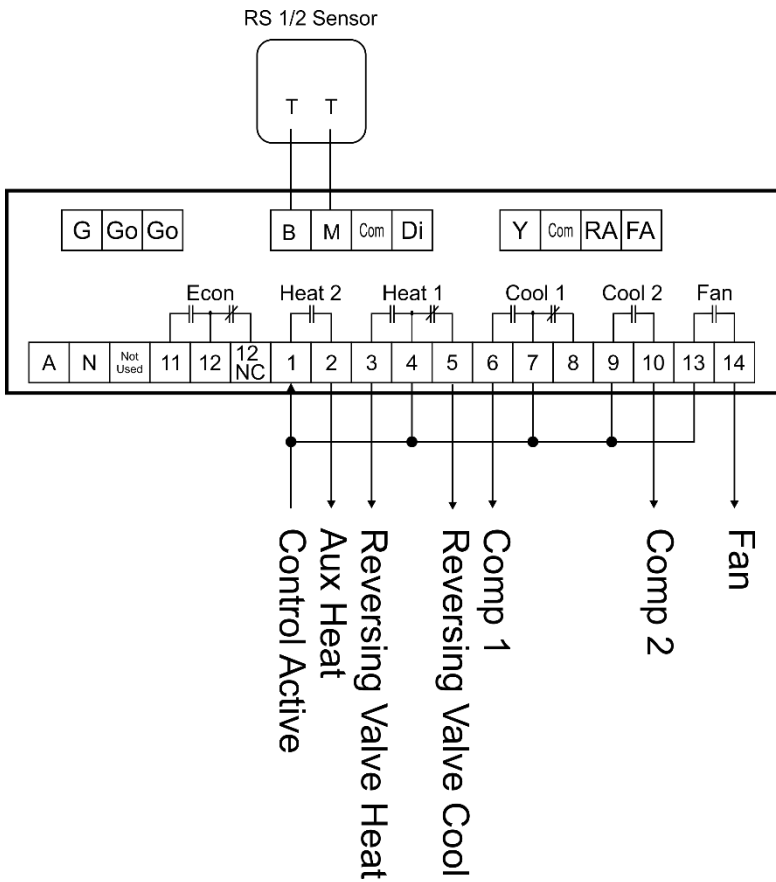 RS 1/2 Sensor
T T
G Go Go B M Com Di Y Com RA FA
Econ Heat 2 Heat 1 Cool 1 Cool 2 Fan
A N Not Used 11 12 12 NC 1 2 3 4 5 6 7 8 9 10 13 14
Control Active
Aux Heat
Reversing Valve Heat
Reversing Valve Cool
Comp 1
Comp 2
Fan